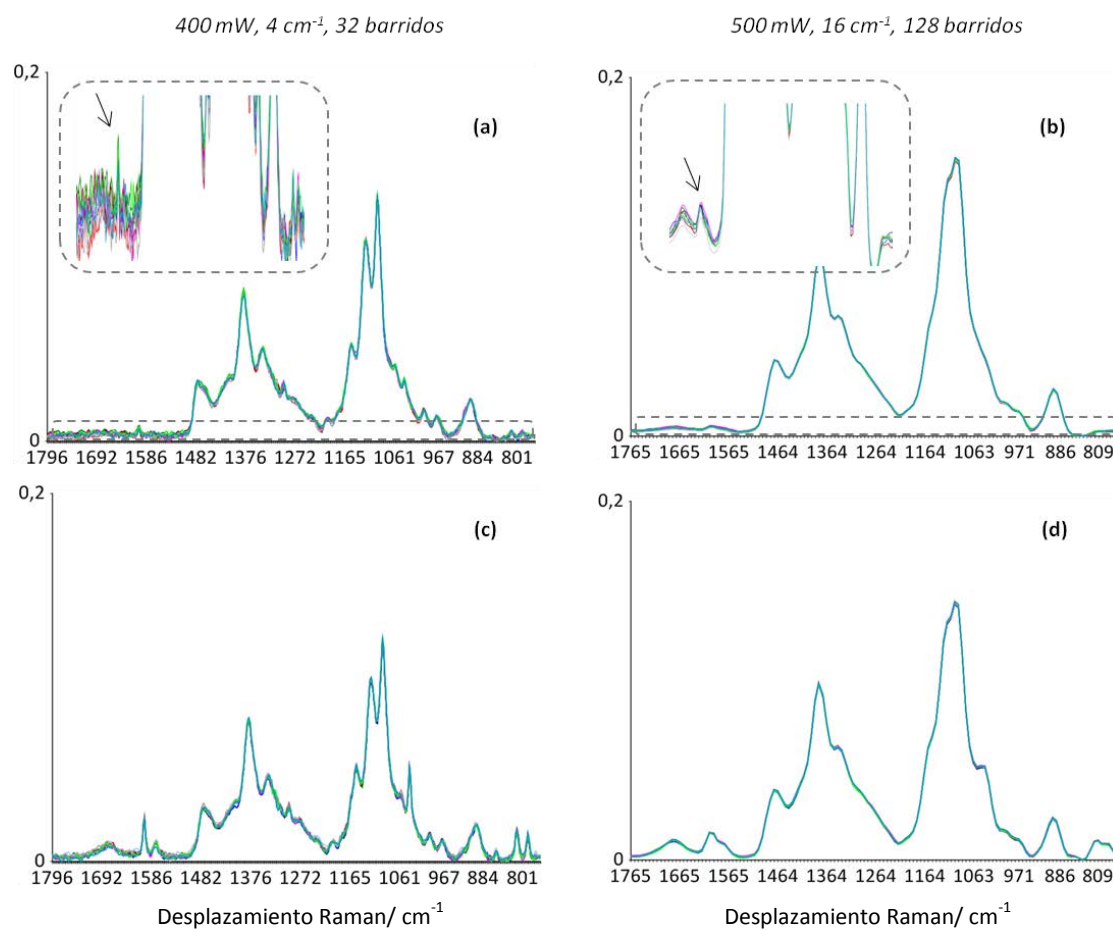 400 mW, 4 cm⁻¹, 32 barridos
500 mW, 16 cm⁻¹, 128 barridos
0,2
(a)
0
1796 1692 1586 1482 1376 1272 1165 1061 967 884 801
0,2
(b)
0
1765 1665 1565 1464 1364 1264 1164 1063 971 886 809
0,2
(c)
0
1796 1692 1586 1482 1376 1272 1165 1061 967 884 801
Desplazamiento Raman/ cm⁻¹
0,2
(d)
0
1765 1665 1565 1464 1364 1264 1164 1063 971 886 809
Desplazamiento Raman/ cm⁻¹